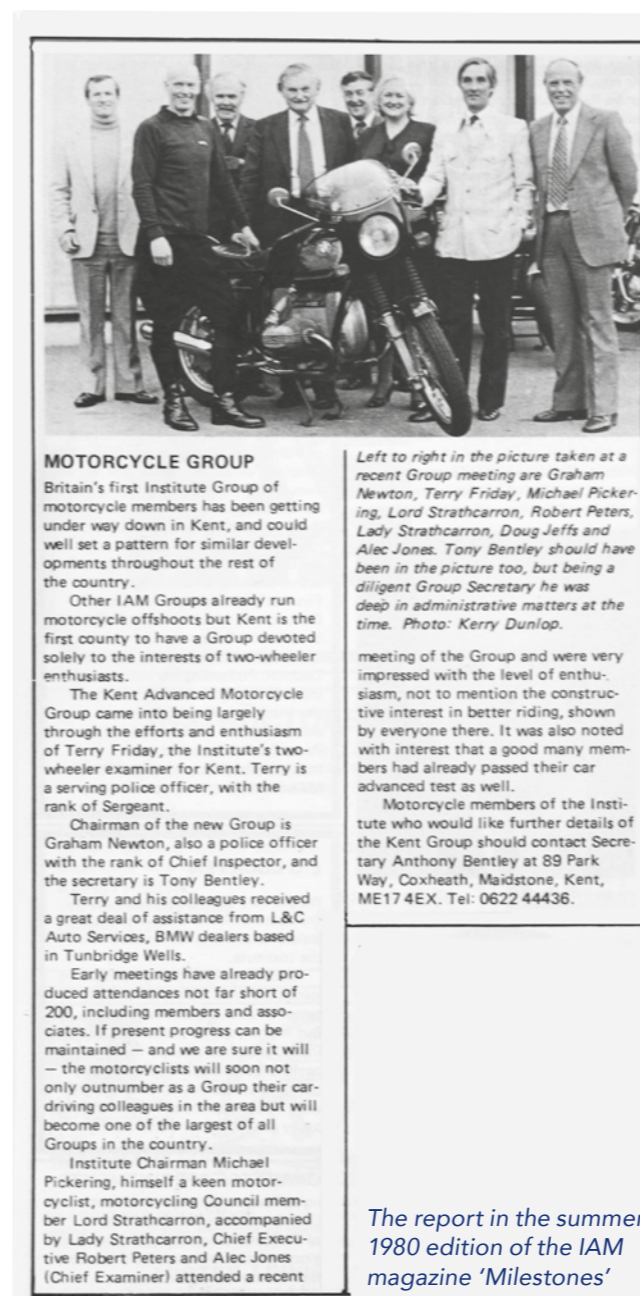 MOTORCYCLE GROUP
Britain's first Institute Group of
motorcycle members has been getting
under way down in Kent, and could
well set a pattern for similar devel-
opments throughout the rest of
the country.
Other IAM Groups already run
motorcycle offshoots but Kent is the
first county to have a Group devoted
solely to the interests of two-wheeler
enthusiasts.
The Kent Advanced Motorcycle
Group came into being largely
through the efforts and enthusiasm
of Terry Friday, the Institute's two-
wheeler examiner for Kent. Terry is
a serving police officer, with the
rank of Sergeant.
Chairman of the new Group is
Graham Newton, also a police officer
with the rank of Chief Inspector, and
the secretary is Tony Bentley.
Terry and his colleagues received
a great deal of assistance from L&C
Auto Services, BMW dealers based
in Tunbridge Wells.
Early meetings have already pro-
duced attendances not far short of
200, including members and asso-
ciates. If present progress can be
maintained — and we are sure it will
— the motorcyclists will soon not
only outnumber as a Group their car-
driving colleagues in the area but will
become one of the largest of all
Groups in the country.
Institute Chairman Michael
Pickering, himself a keen motor-
cyclist, motorcycling Council mem-
ber Lord Strathcarron, accompanied
by Lady Strathcarron, Chief Execu-
tive Robert Peters and Alec Jones
(Chief Examiner) attended a recent
Left to right in the picture taken at a
recent Group meeting are Graham
Newton, Terry Friday, Michael Picker-
ing, Lord Strathcarron, Robert Peters,
Lady Strathcarron, Doug Jeffs and
Alec Jones. Tony Bentley should have
been in the picture too, but being a
diligent Group Secretary he was
deep in administrative matters at the
time. Photo: Kerry Dunlop.
meeting of the Group and were very
impressed with the level of enthu-
siasm, not to mention the construc-
tive interest in better riding, shown
by everyone there. It was also noted
with interest that a good many mem-
bers had already passed their car
advanced test as well.
Motorcycle members of the Insti-
tute who would like further details of
the Kent Group should contact Secre-
tary Anthony Bentley at 89 Park
Way, Coxheath, Maidstone, Kent,
ME17 4EX. Tel: 0622 44436.
The report in the summer
1980 edition of the IAM
magazine 'Milestones'